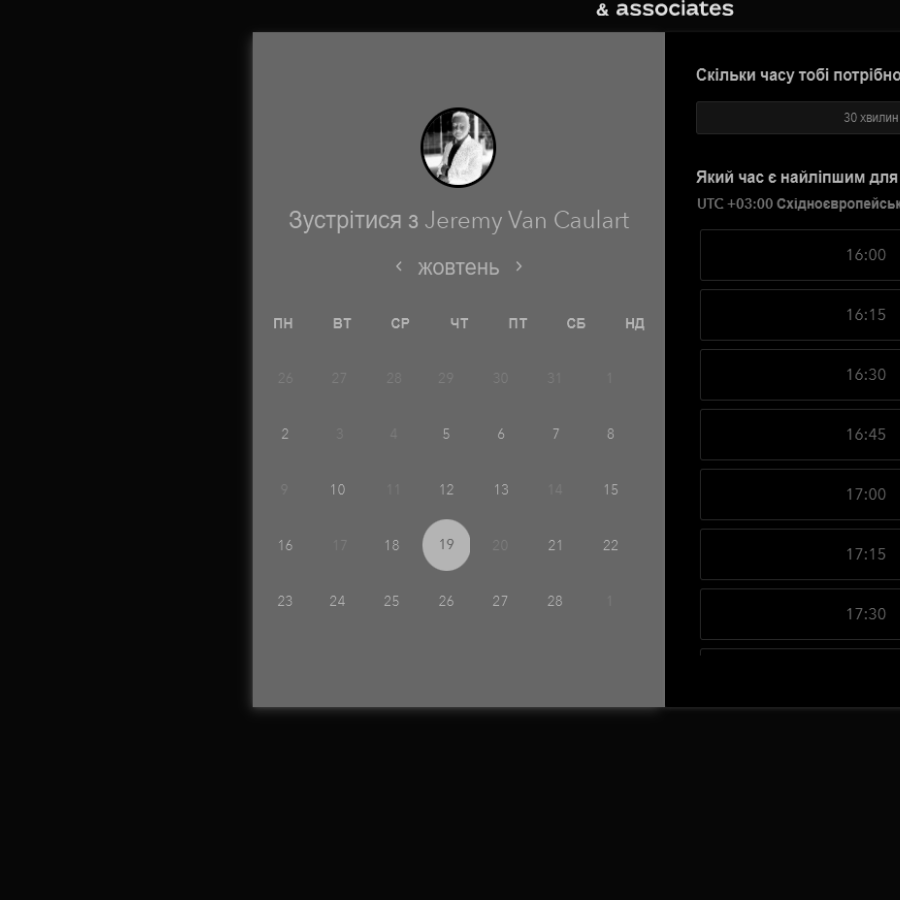 & associates
Зустрітися з Jeremy Van Caulart
‹ жовтень ›
ПН ВТ СР ЧТ ПТ СБ НД
26 27 28 29 30 31 1
2 3 4 5 6 7 8
9 10 11 12 13 14 15
16 17 18 19 20 21 22
23 24 25 26 27 28 1
Скільки часу тобі потрібно
30 хвилин
Який час є найліпшим для
UTC +03:00 Східноєвропейськ
16:00
16:15
16:30
16:45
17:00
17:15
17:30